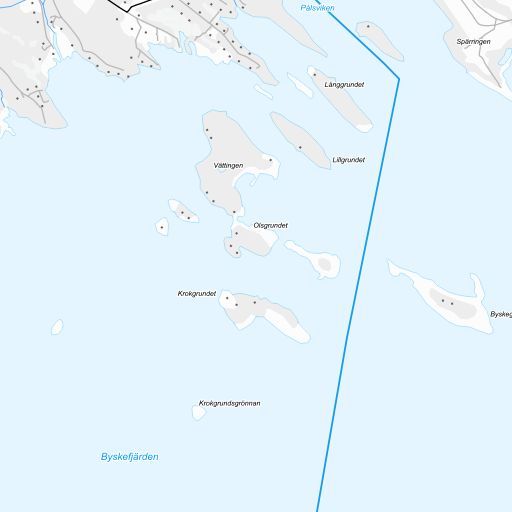 Pålsviken
Spärringen
Långgrundet
Lillgrundet
Vättingen
Olsgrundet
Krokgrundet
Byskeg
Krokgrundsgrönnan
Byskefjärden